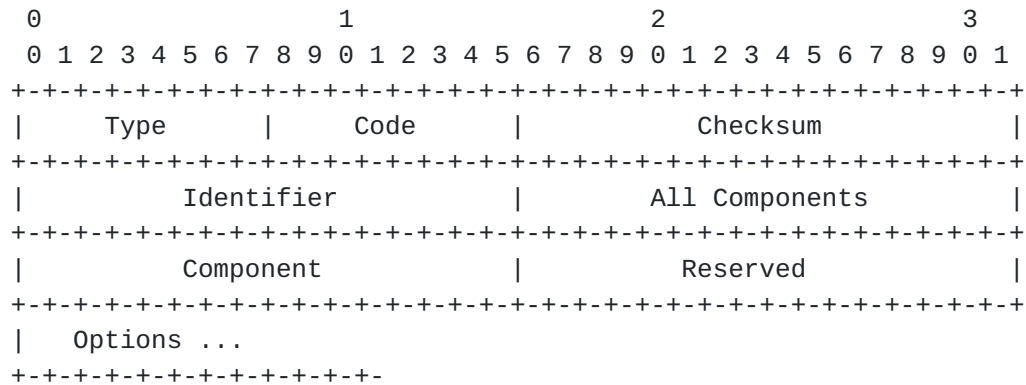 0                   1                   2                   3
 0 1 2 3 4 5 6 7 8 9 0 1 2 3 4 5 6 7 8 9 0 1 2 3 4 5 6 7 8 9 0 1
+-+-+-+-+-+-+-+-+-+-+-+-+-+-+-+-+-+-+-+-+-+-+-+-+-+-+-+-+-+-+-+-+
|     Type      |     Code      |           Checksum            |
+-+-+-+-+-+-+-+-+-+-+-+-+-+-+-+-+-+-+-+-+-+-+-+-+-+-+-+-+-+-+-+-+
|          Identifier           |        All Components         |
+-+-+-+-+-+-+-+-+-+-+-+-+-+-+-+-+-+-+-+-+-+-+-+-+-+-+-+-+-+-+-+-+
|          Component            |          Reserved             |
+-+-+-+-+-+-+-+-+-+-+-+-+-+-+-+-+-+-+-+-+-+-+-+-+-+-+-+-+-+-+-+-+
|   Options ...
+-+-+-+-+-+-+-+-+-+-+-+-